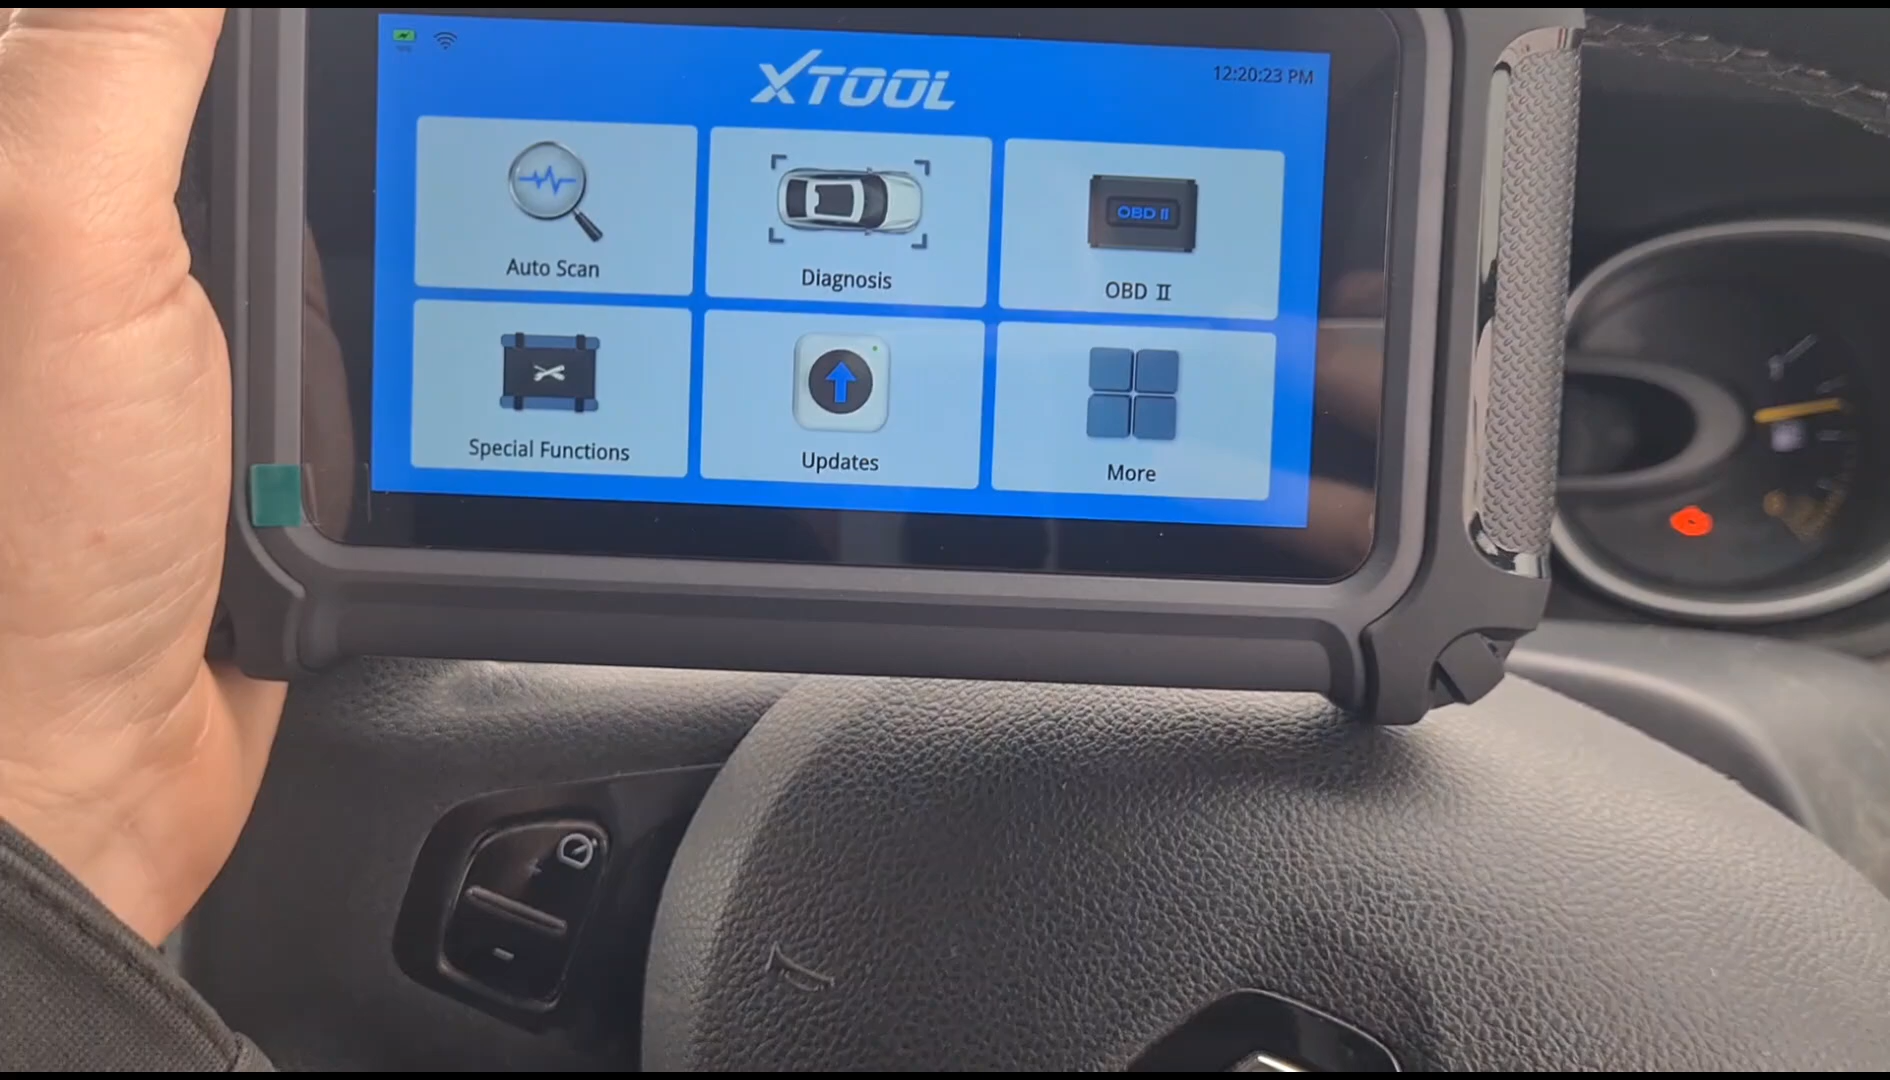 XTOOL
12:20:23 PM
Auto Scan
Diagnosis
OBD II
OBD II
Special Functions
Updates
More